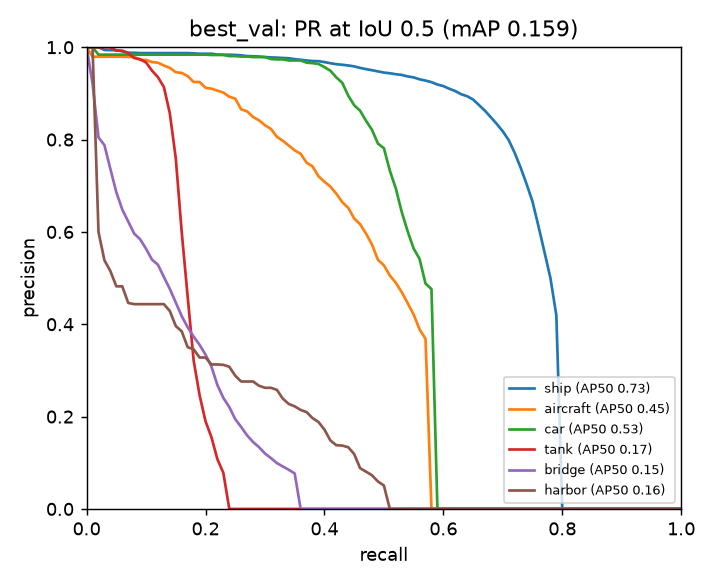 best_val: PR at IoU 0.5 (mAP 0.159)
1.0
0.8
0.6
0.4
0.2
0.0
precision
0.0 0.2 0.4 0.6 0.8 1.0
recall
ship (AP50 0.73)
aircraft (AP50 0.45)
car (AP50 0.53)
tank (AP50 0.17)
bridge (AP50 0.15)
harbor (AP50 0.16)